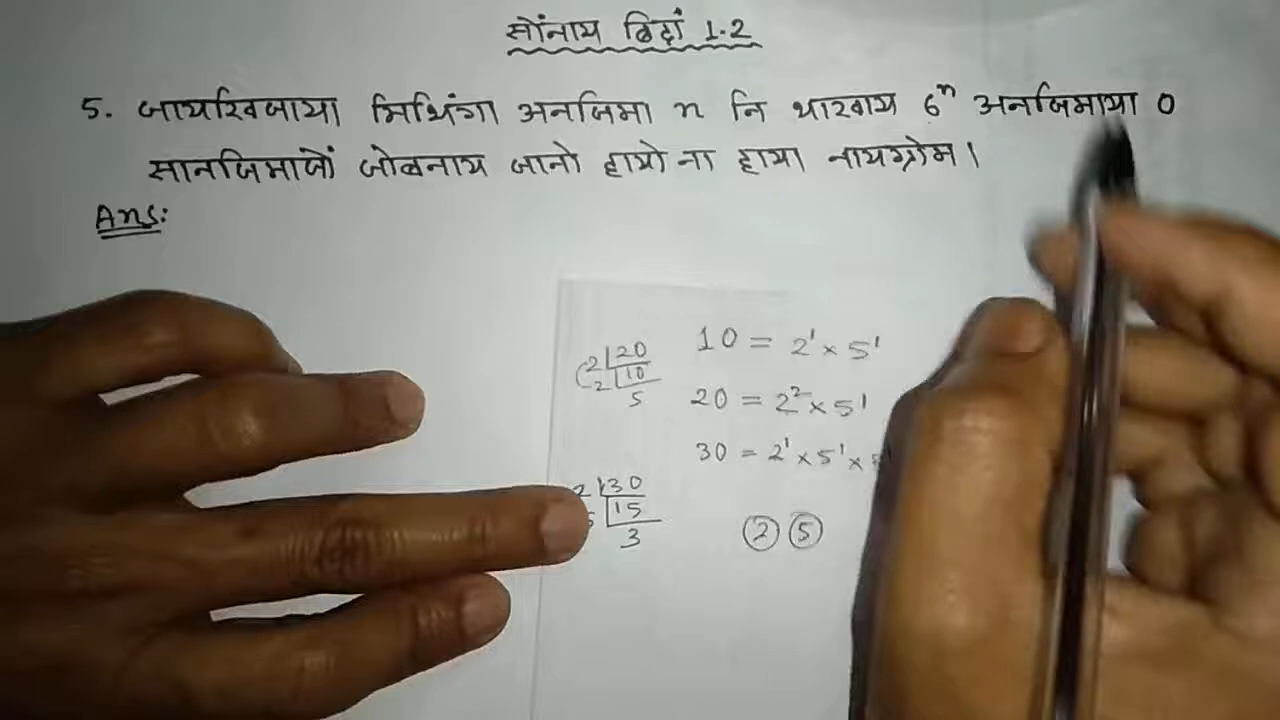 सोंनाय बिदां 1.2
5. जायखिजाया मिथिंगा अनजिमा n नि थाखाय 6ⁿ अनजिमाया 0
सानजिमाजों जोबनाय जानो हायो ना हाया नायग्रोम।
Ans:
2 20
2 10
5
10 = 2¹ × 5¹
20 = 2² × 5¹
30 = 2¹ × 5¹ ×
2 30
15
3
2 5